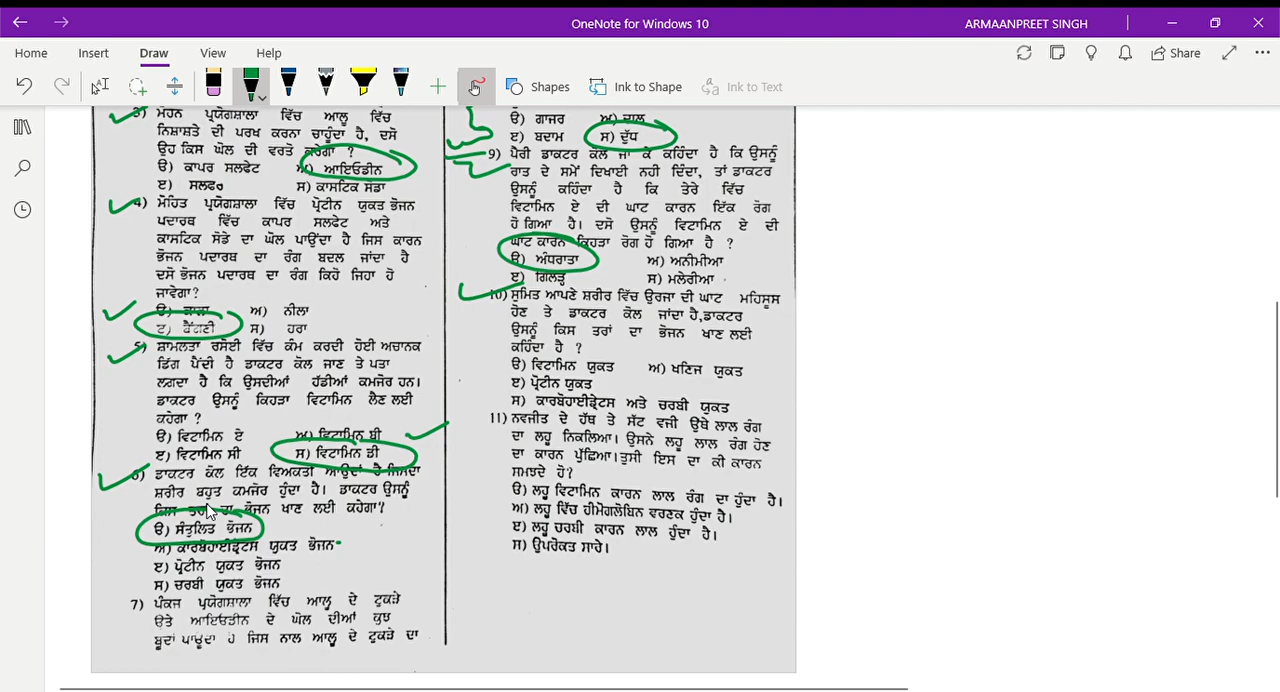 OneNote for Windows 10
ARMAANPREET SINGH
Home Insert Draw View Help
Share
Shapes
Ink to Shape
Ink to Text
3) ਮੋਹਨ ਪ੍ਰਯੋਗਸ਼ਾਲਾ ਵਿੱਚ ਆਲੂ ਵਿੱਚ
ਨਿਸ਼ਾਸ਼ਤੇ ਦੀ ਪਰਖ ਕਰਨਾ ਚਾਹੁੰਦਾ ਹੈ, ਦਸੋ
ਉਹ ਕਿਸ ਘੋਲ ਦੀ ਵਰਤੋ ਕਰੇਗਾ ?
ੳ) ਕਾਪਰ ਸਲਫੇਟ ਅ) ਆਇਓਡੀਨ
ੲ) ਸਲਫਰ ਸ) ਕਾਸਟਿਕ ਸੋਡਾ
4) ਮੋਹਿਤ ਪ੍ਰਯੋਗਸ਼ਾਲਾ ਵਿੱਚ ਪ੍ਰੋਟੀਨ ਯੁਕਤ ਭੋਜਨ
ਪਦਾਰਥ ਵਿੱਚ ਕਾਪਰ ਸਲਫੇਟ ਅਤੇ
ਕਾਸਟਿਕ ਸੋਡੇ ਦਾ ਘੋਲ ਪਾਉਂਦਾ ਹੈ ਜਿਸ ਕਾਰਨ
ਭੋਜਨ ਪਦਾਰਥ ਦਾ ਰੰਗ ਬਦਲ ਜਾਂਦਾ ਹੈ
ਦਸੋ ਭੋਜਨ ਪਦਾਰਥ ਦਾ ਰੰਗ ਕਿਹੋ ਜਿਹਾ ਹੋ
ਜਾਵੇਗਾ?
ੳ) ਕਾਲਾ ਅ) ਨੀਲਾ
ੲ) ਬੈਂਗਣੀ ਸ) ਹਰਾ
5) ਸ਼ਾਮਲਤਾ ਰਸੋਈ ਵਿੱਚ ਕੰਮ ਕਰਦੀ ਹੋਈ ਅਚਾਨਕ
ਡਿੱਗ ਪੈਂਦੀ ਹੈ ਡਾਕਟਰ ਕੋਲ ਜਾਣ ਤੇ ਪਤਾ
ਲਗਦਾ ਹੈ ਕਿ ਉਸਦੀਆਂ ਹੱਡੀਆਂ ਕਮਜੋਰ ਹਨ।
ਡਾਕਟਰ ਉਸਨੂੰ ਕਿਹੜਾ ਵਿਟਾਮਿਨ ਲੈਣ ਲਈ
ਕਹੇਗਾ ?
ੳ) ਵਿਟਾਮਿਨ ਏ ਅ) ਵਿਟਾਮਿਨ ਬੀ
ੲ) ਵਿਟਾਮਿਨ ਸੀ ਸ) ਵਿਟਾਮਿਨ ਡੀ
6) ਡਾਕਟਰ ਕੋਲ ਇੱਕ ਵਿਅਕਤੀ ਆਉਂਦਾ ਹੈ ਜਿਸਦਾ
ਸ਼ਰੀਰ ਬਹੁਤ ਕਮਜੋਰ ਹੁੰਦਾ ਹੈ। ਡਾਕਟਰ ਉਸਨੂੰ
ਕਿਸ ਤਰਾਂ ਦਾ ਭੋਜਨ ਖਾਣ ਲਈ ਕਹੇਗਾ?
ੳ) ਸੰਤੁਲਿਤ ਭੋਜਨ
ਅ) ਕਾਰਬੋਹਾਈਡ੍ਰੇਟਸ ਯੁਕਤ ਭੋਜਨ
ੲ) ਪ੍ਰੋਟੀਨ ਯੁਕਤ ਭੋਜਨ
ਸ) ਚਰਬੀ ਯੁਕਤ ਭੋਜਨ
7) ਪੰਕਜ ਪ੍ਰਯੋਗਸ਼ਾਲਾ ਵਿੱਚ ਆਲੂ ਦੇ ਟੁਕੜੇ
ਉਤੇ ਆਇਓਡੀਨ ਦੇ ਘੋਲ ਦੀਆਂ ਕੁਝ
ਬੂਦਾਂ ਪਾਉਂਦਾ ਹੈ ਜਿਸ ਨਾਲ ਆਲੂ ਦੇ ਟੁਕੜੇ ਦਾ
ੳ) ਗਾਜਰ ਅ) ਦਾਲ
ੲ) ਬਦਾਮ ਸ) ਦੁੱਧ
9) ਪੈਰੀ ਡਾਕਟਰ ਕੋਲ ਜਾ ਕੇ ਕਹਿੰਦਾ ਹੈ ਕਿ ਉਸਨੂੰ
ਰਾਤ ਦੇ ਸਮੇਂ ਦਿਖਾਈ ਨਹੀ ਦਿੰਦਾ, ਤਾਂ ਡਾਕਟਰ
ਉਸਨੂੰ ਕਹਿੰਦਾ ਹੈ ਕਿ ਤੇਰੇ ਵਿੱਚ
ਵਿਟਾਮਿਨ ਏ ਦੀ ਘਾਟ ਕਾਰਨ ਇੱਕ ਰੋਗ
ਹੋ ਗਿਆ ਹੈ। ਦਸੋ ਉਸਨੂੰ ਵਿਟਾਮਿਨ ਏ ਦੀ
ਘਾਟ ਕਾਰਨ ਕਿਹੜਾ ਰੋਗ ਹੋ ਗਿਆ ਹੈ ?
ੳ) ਅੰਧਰਾਤਾ ਅ) ਅਨੀਮੀਆ
ੲ) ਗਿਲੜ੍ਹ ਸ) ਮਲੇਰੀਆ
10) ਸੁਮਿਤ ਆਪਣੇ ਸ਼ਰੀਰ ਵਿੱਚ ਉਰਜਾ ਦੀ ਘਾਟ ਮਹਿਸੂਸ
ਹੋਣ ਤੇ ਡਾਕਟਰ ਕੋਲ ਜਾਂਦਾ ਹੈ,ਡਾਕਟਰ
ਉਸਨੂੰ ਕਿਸ ਤਰਾਂ ਦਾ ਭੋਜਨ ਖਾਣ ਲਈ
ਕਹਿੰਦਾ ਹੈ ?
ੳ) ਵਿਟਾਮਿਨ ਯੁਕਤ ਅ) ਖਣਿਜ ਯੁਕਤ
ੲ) ਪ੍ਰੋਟੀਨ ਯੁਕਤ
ਸ) ਕਾਰਬੋਹਾਈਡ੍ਰੇਟਸ ਅਤੇ ਚਰਬੀ ਯੁਕਤ
11) ਨਵਜੀਤ ਦੇ ਹੱਥ ਤੇ ਸੱਟ ਵਜੀ ਉਥੇ ਲਾਲ ਰੰਗ
ਦਾ ਲਹੂ ਨਿਕਲਿਆ। ਉਸਨੇ ਲਹੂ ਲਾਲ ਰੰਗ ਹੋਣ
ਦਾ ਕਾਰਨ ਪੁੱਛਿਆ।ਤੁਸੀ ਇਸ ਦਾ ਕੀ ਕਾਰਨ
ਸਮਝਦੇ ਹੋ?
ੳ) ਲਹੂ ਵਿਟਾਮਿਨ ਕਾਰਨ ਲਾਲ ਰੰਗ ਦਾ ਹੁੰਦਾ ਹੈ।
ਅ) ਲਹੂ ਵਿੱਚ ਹੀਮੋਗਲੋਬਿਨ ਵਰਣਕ ਹੁੰਦਾ ਹੈ।
ੲ) ਲਹੂ ਚਰਬੀ ਕਾਰਨ ਲਾਲ ਹੁੰਦਾ ਹੈ।
ਸ) ਉਪਰੋਕਤ ਸਾਰੇ।